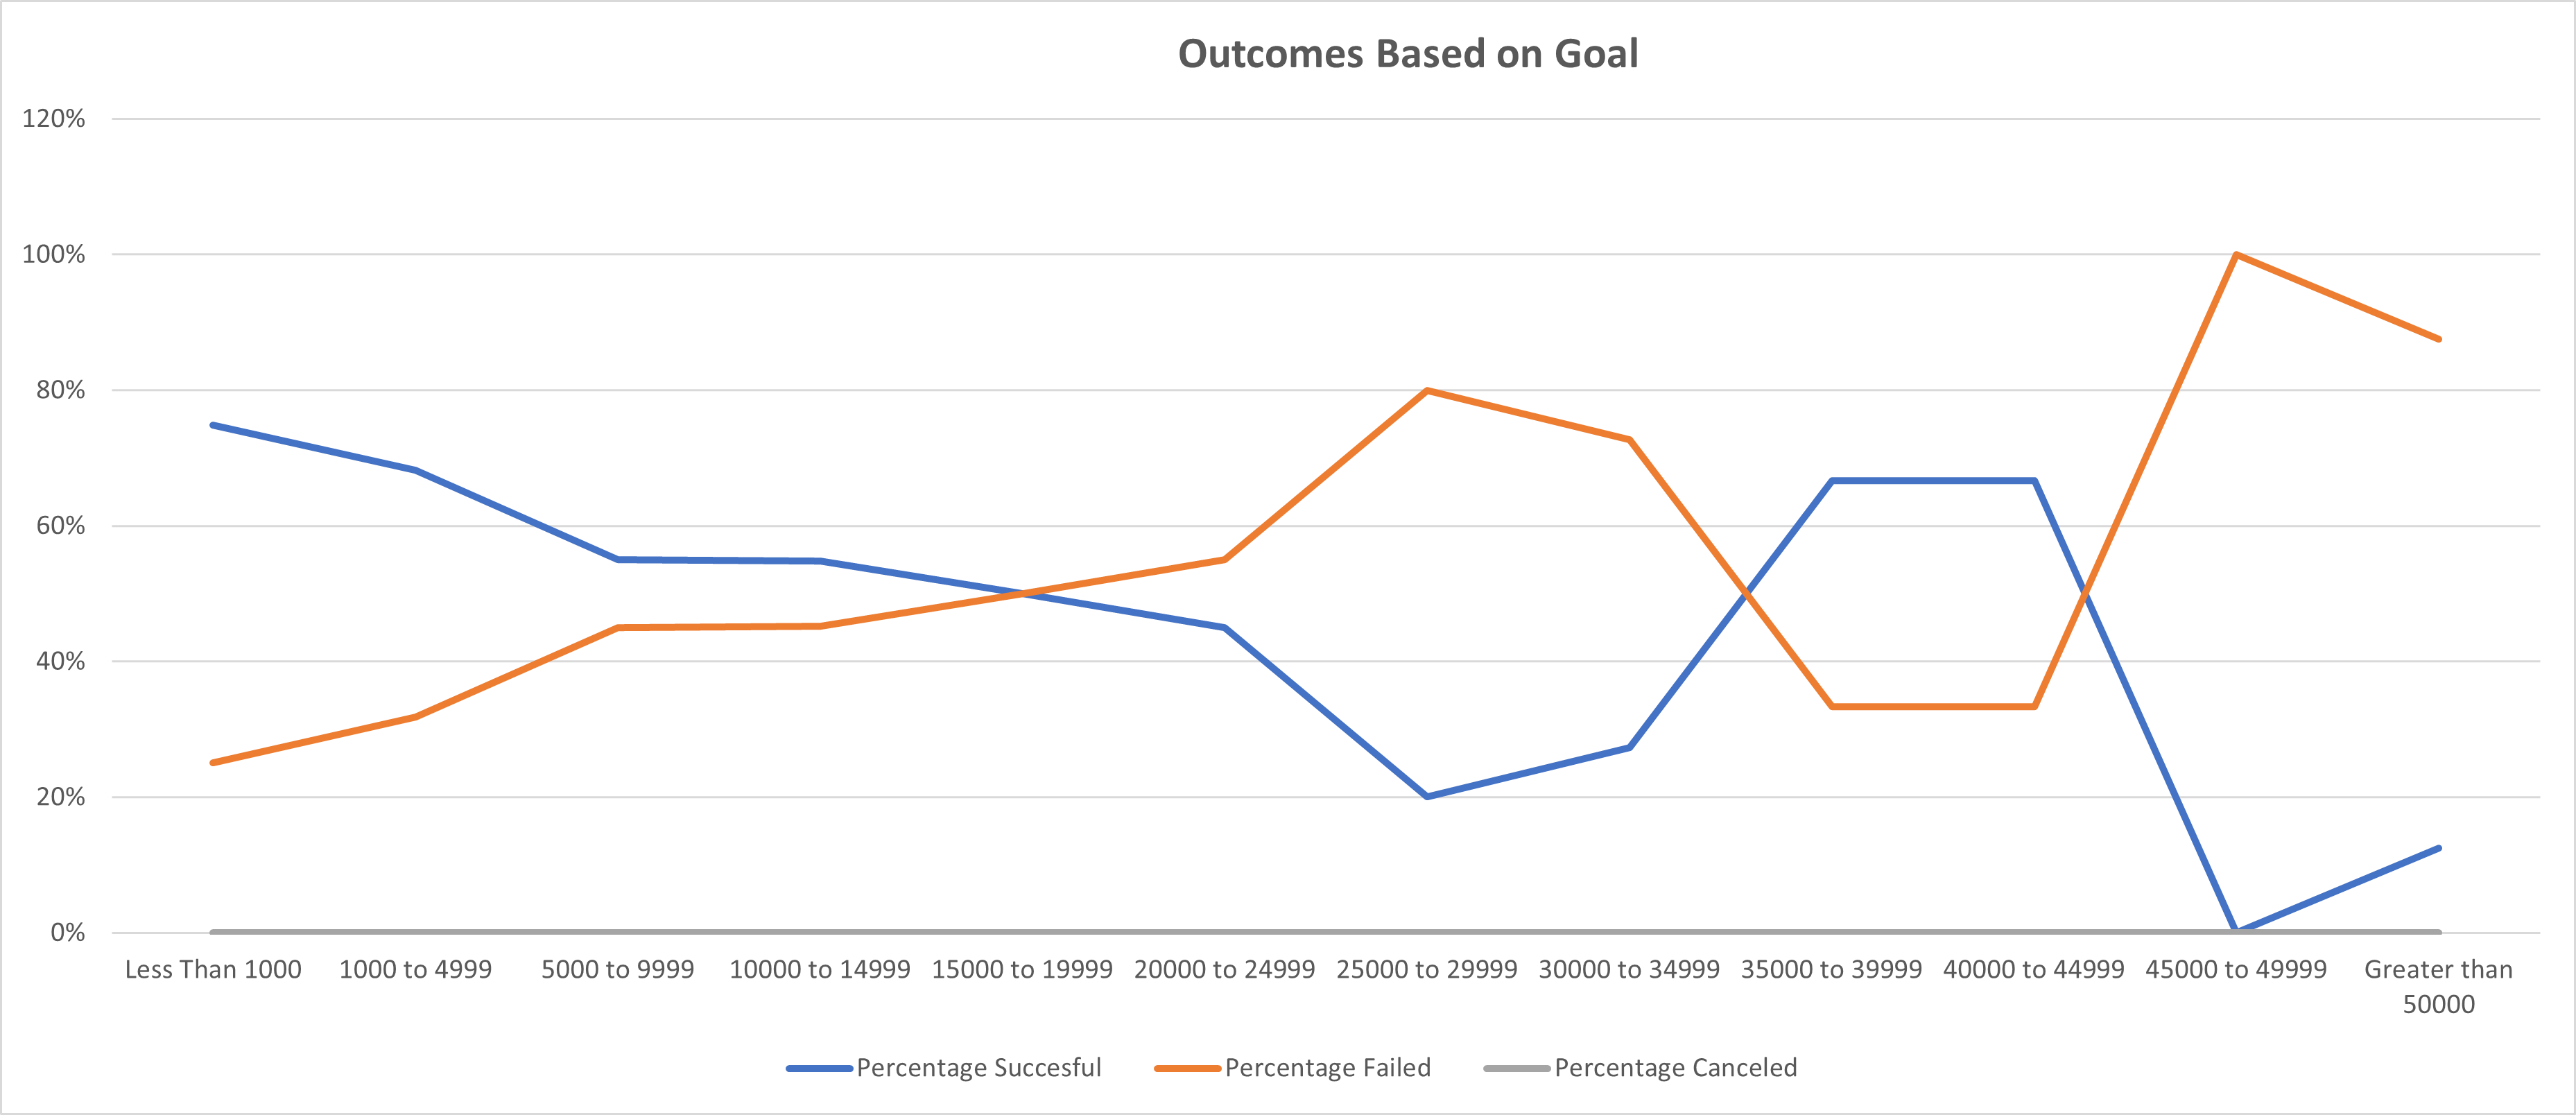 Outcomes Based on Goal
120%
100%
80%
60%
40%
20%
0%
Less Than 1000
1000 to 4999
5000 to 9999
10000 to 14999
15000 to 19999
20000 to 24999
25000 to 29999
30000 to 34999
35000 to 39999
40000 to 44999
45000 to 49999
Greater than
50000
Percentage Succesful
Percentage Failed
Percentage Canceled